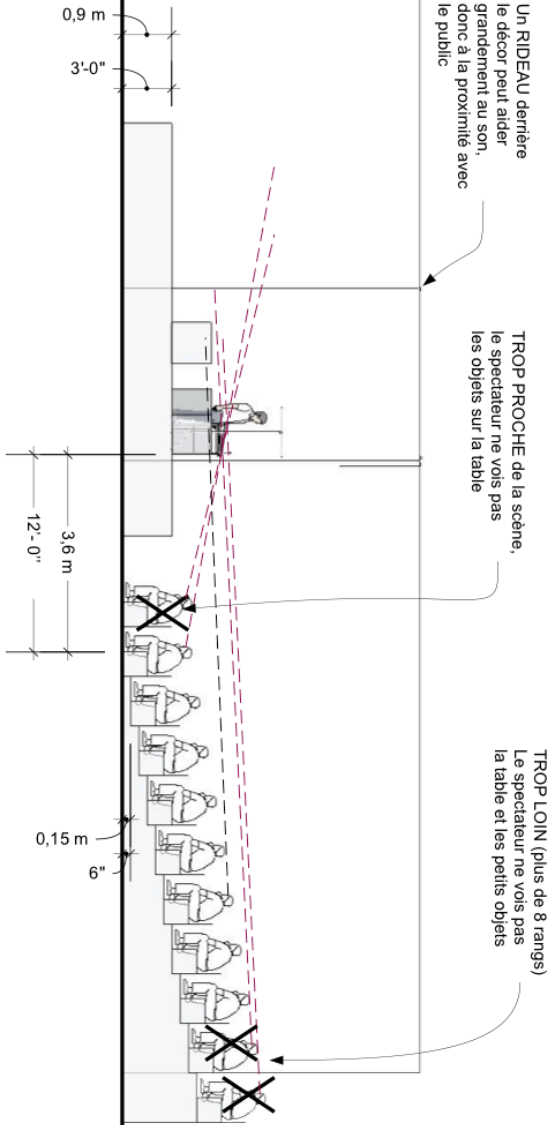 Un RIDEAU derrière
le décor peut aider
grandement au son,
donc à la proximité avec
le public
TROP PROCHE de la scène,
le spectateur ne vois pas
les objets sur la table
TROP LOIN (plus de 8 rangs)
Le spectateur ne vois pas
la table et les petits objets
0,9 m
3'-0"
3,6 m
12'- 0"
0,15 m
6"